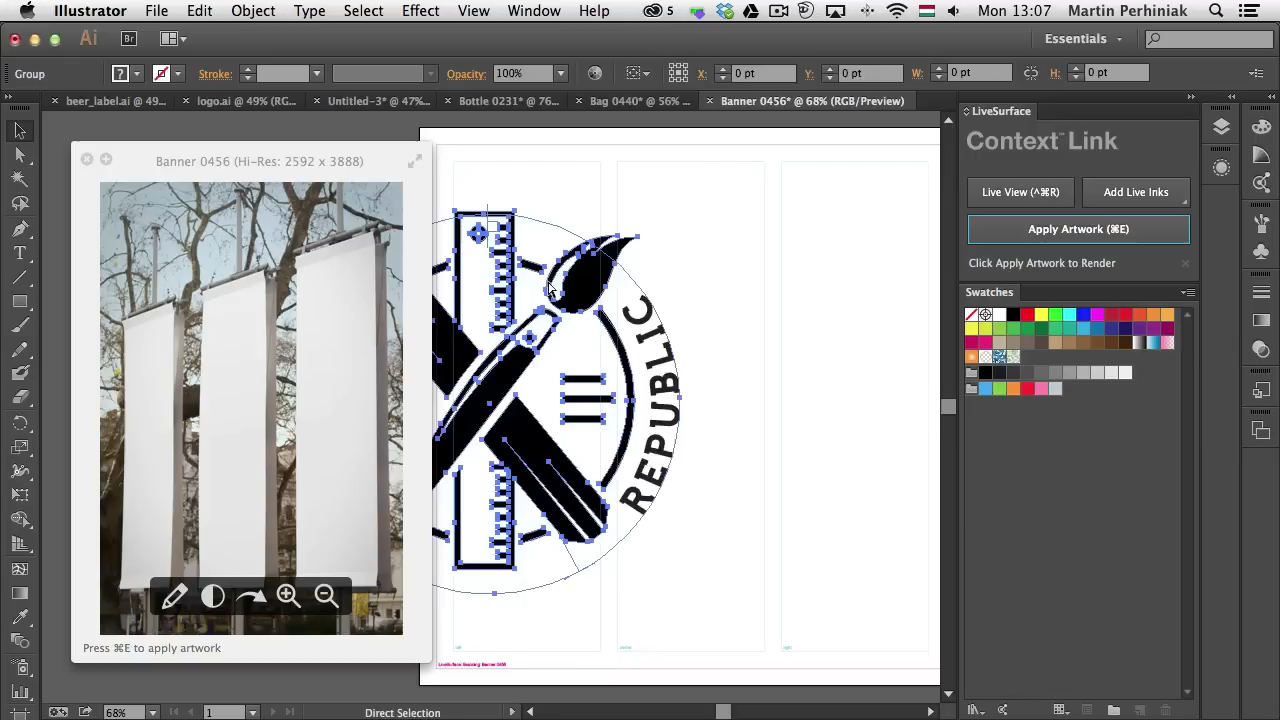 Illustrator File Edit Object Type Select Effect View Window Help 5 Mon 13:07 Martin Perhiniak
Ai Br Essentials
Group ? Stroke: Opacity: 100% X: 0 pt Y: 0 pt W: 0 pt H: 0 pt
beer_label.ai @ 49... logo.ai @ 49% (RG... Untitled-3* @ 47%... Bottle 0231* @ 76... Bag 0440* @ 56% ... Banner 0456* @ 68% (RGB/Preview)
LiveSurface
Context™ Link
Banner 0456 (Hi-Res: 2592 x 3888)
Live View (^⌘R) Add Live Inks
Apply Artwork (⌘E)
Click Apply Artwork to Render
Swatches
REPUBLIC
Press ⌘E to apply artwork
68% 1 Direct Selection